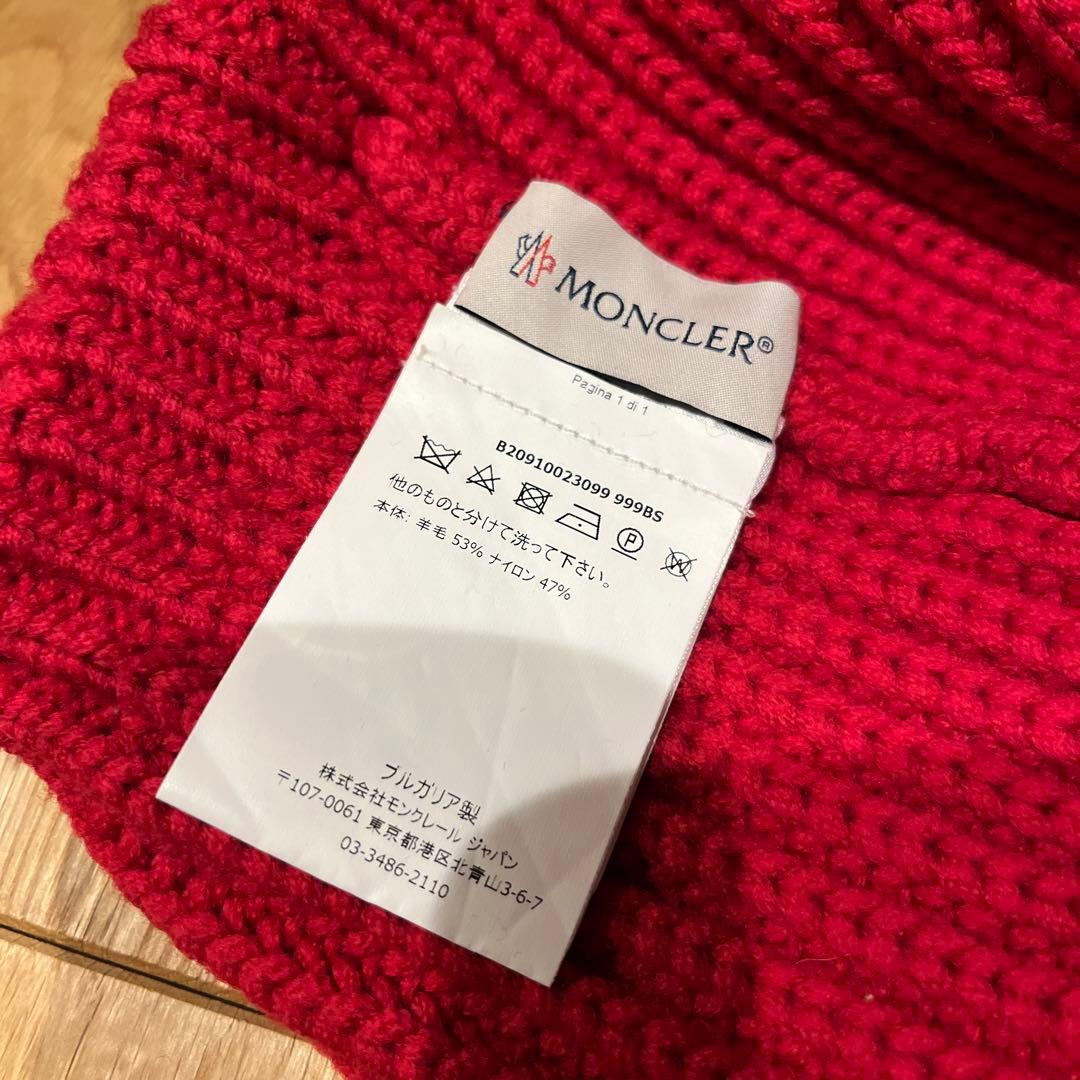 MONCLER®
Pagina 1 di 1
B20910023099 999BS
P
W
他のものと分けて洗って下さい。
本体: 羊毛 53% ナイロン 47%
ブルガリア製
株式会社モンクレール ジャパン
〒107-0061 東京都港区北青山3-6-7
03-3486-2110